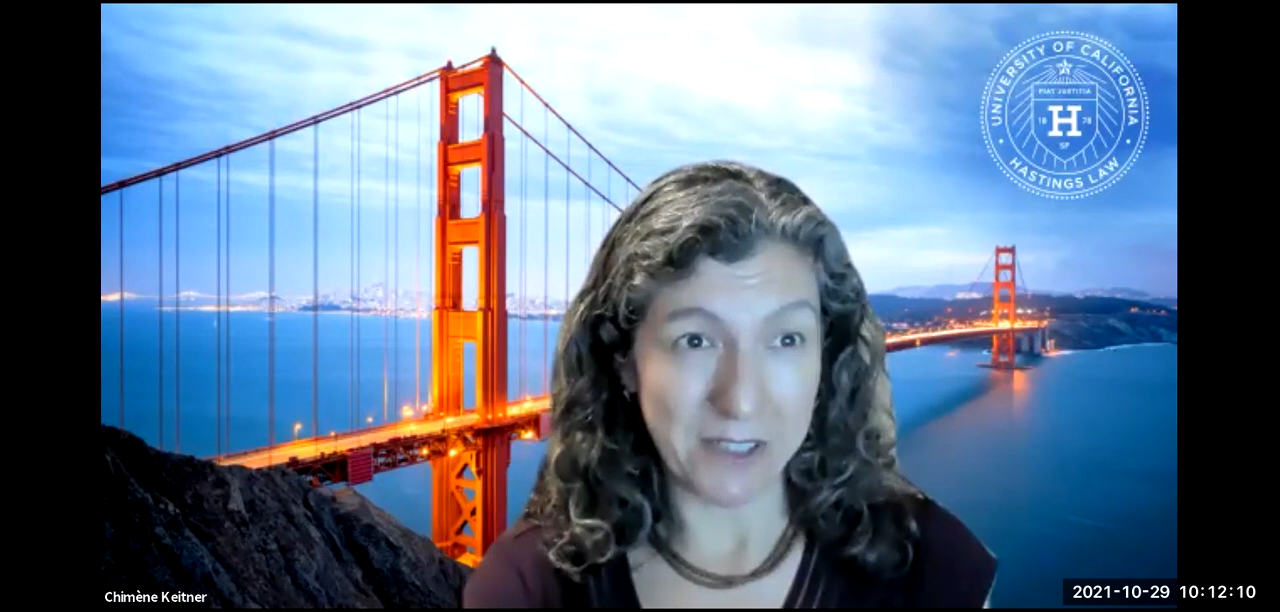 UNIVERSITY OF CALIFORNIA
FIAT JUSTITIA
18 H 78
SF
HASTINGS LAW
Chimène Keitner
2021-10-29 10:12:10